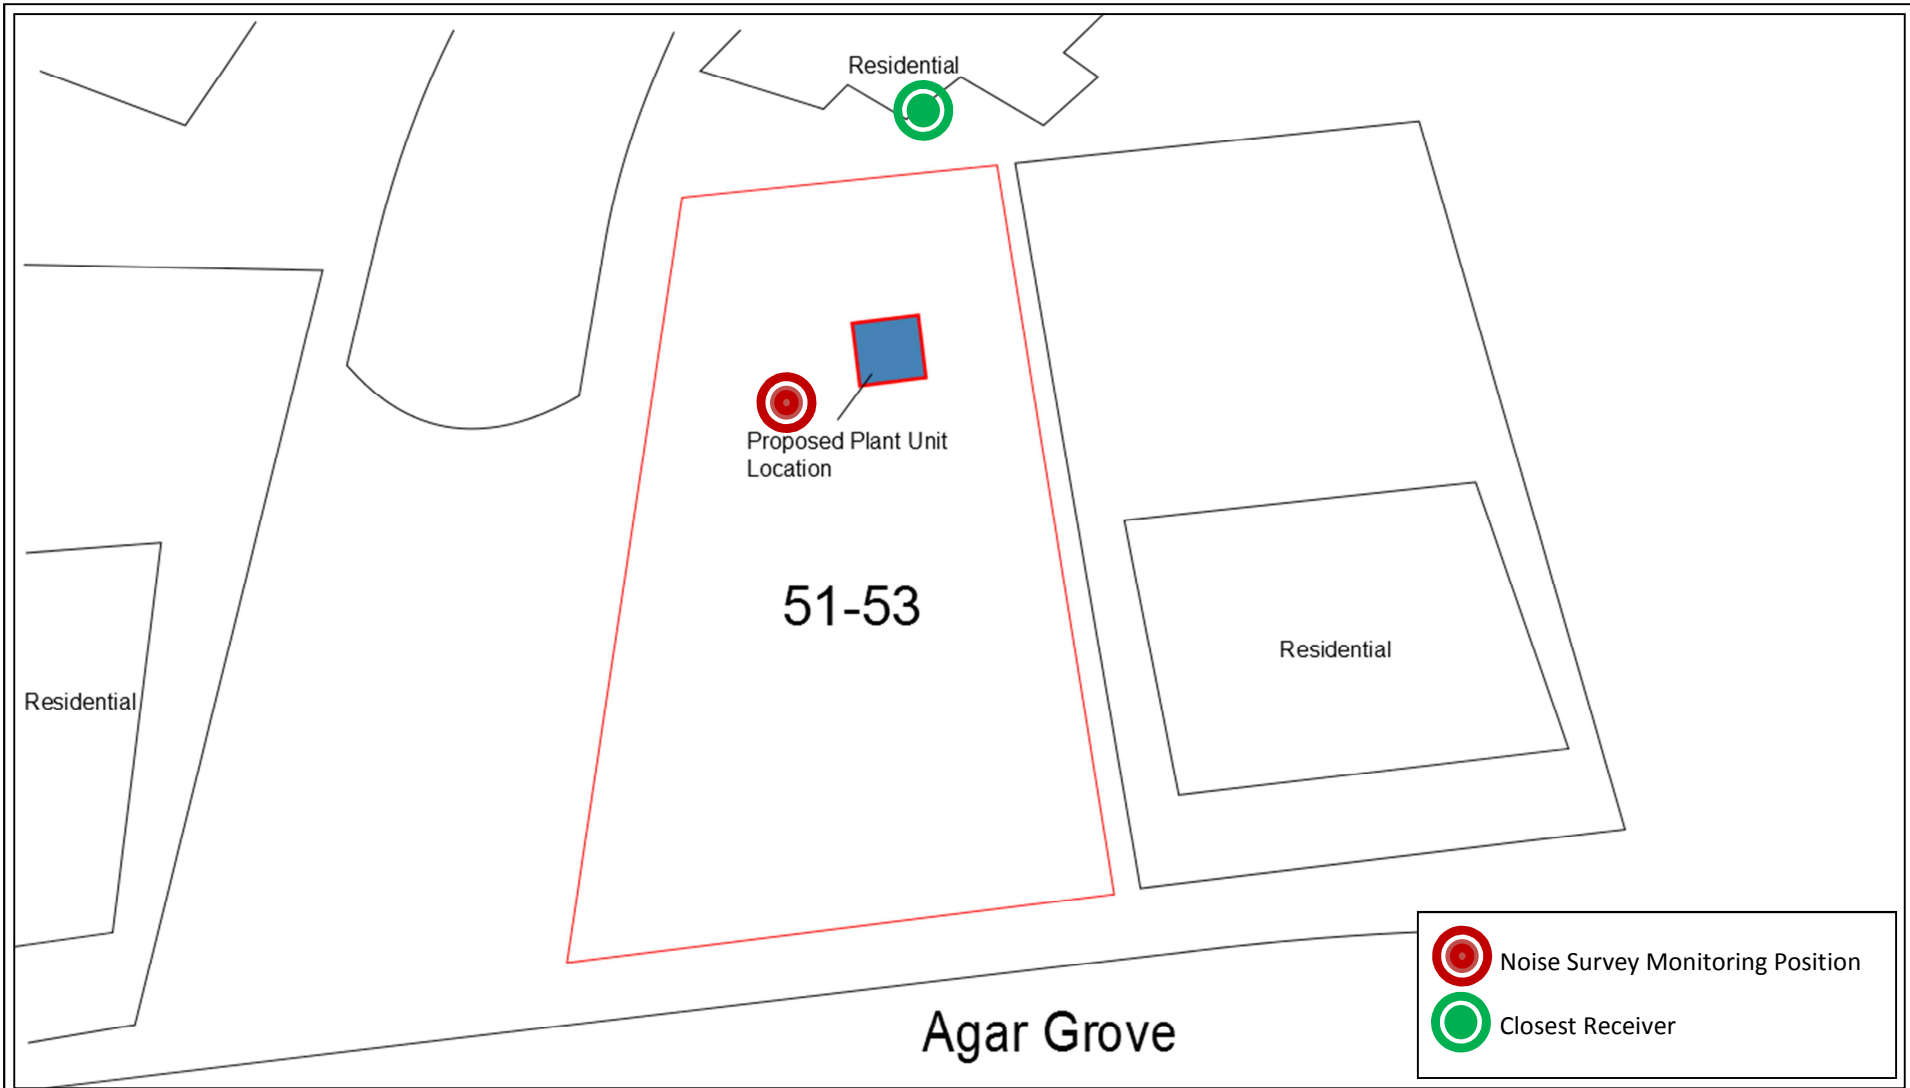 Residential
Proposed Plant Unit
Location
51-53
Residential
Residential
Noise Survey Monitoring Position
Closest Receiver
Agar Grove